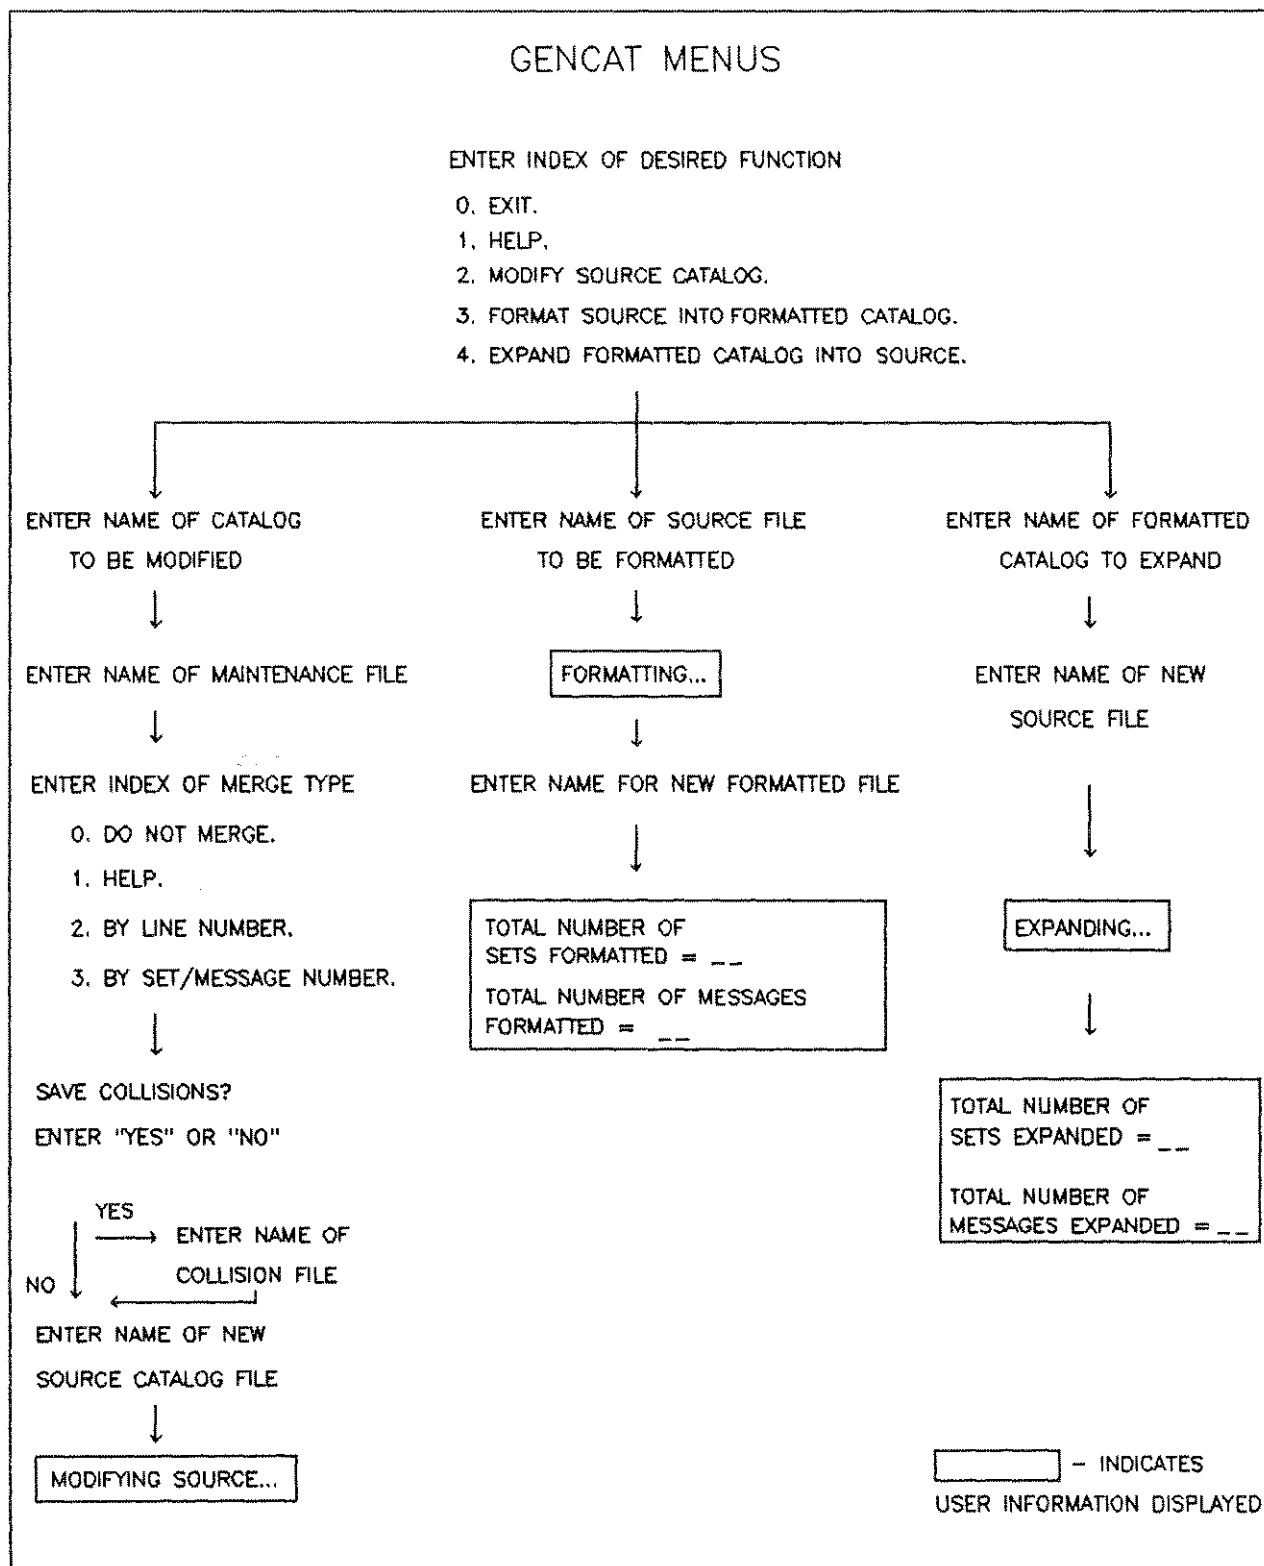 GENCAT MENUS
ENTER INDEX OF DESIRED FUNCTION
0. EXIT.
1. HELP.
2. MODIFY SOURCE CATALOG.
3. FORMAT SOURCE INTO FORMATTED CATALOG.
4. EXPAND FORMATTED CATALOG INTO SOURCE.
ENTER NAME OF CATALOG
TO BE MODIFIED
ENTER NAME OF MAINTENANCE FILE
ENTER INDEX OF MERGE TYPE
0. DO NOT MERGE.
1. HELP.
2. BY LINE NUMBER.
3. BY SET/MESSAGE NUMBER.
SAVE COLLISIONS?
ENTER "YES" OR "NO"
YES
ENTER NAME OF
COLLISION FILE
NO
ENTER NAME OF NEW
SOURCE CATALOG FILE
MODIFYING SOURCE...
ENTER NAME OF SOURCE FILE
TO BE FORMATTED
FORMATTING...
ENTER NAME FOR NEW FORMATTED FILE
TOTAL NUMBER OF
SETS FORMATTED = _ _
TOTAL NUMBER OF MESSAGES
FORMATTED = _ _
ENTER NAME OF FORMATTED
CATALOG TO EXPAND
ENTER NAME OF NEW
SOURCE FILE
EXPANDING...
TOTAL NUMBER OF
SETS EXPANDED = _ _
TOTAL NUMBER OF
MESSAGES EXPANDED = _ _
- INDICATES
USER INFORMATION DISPLAYED